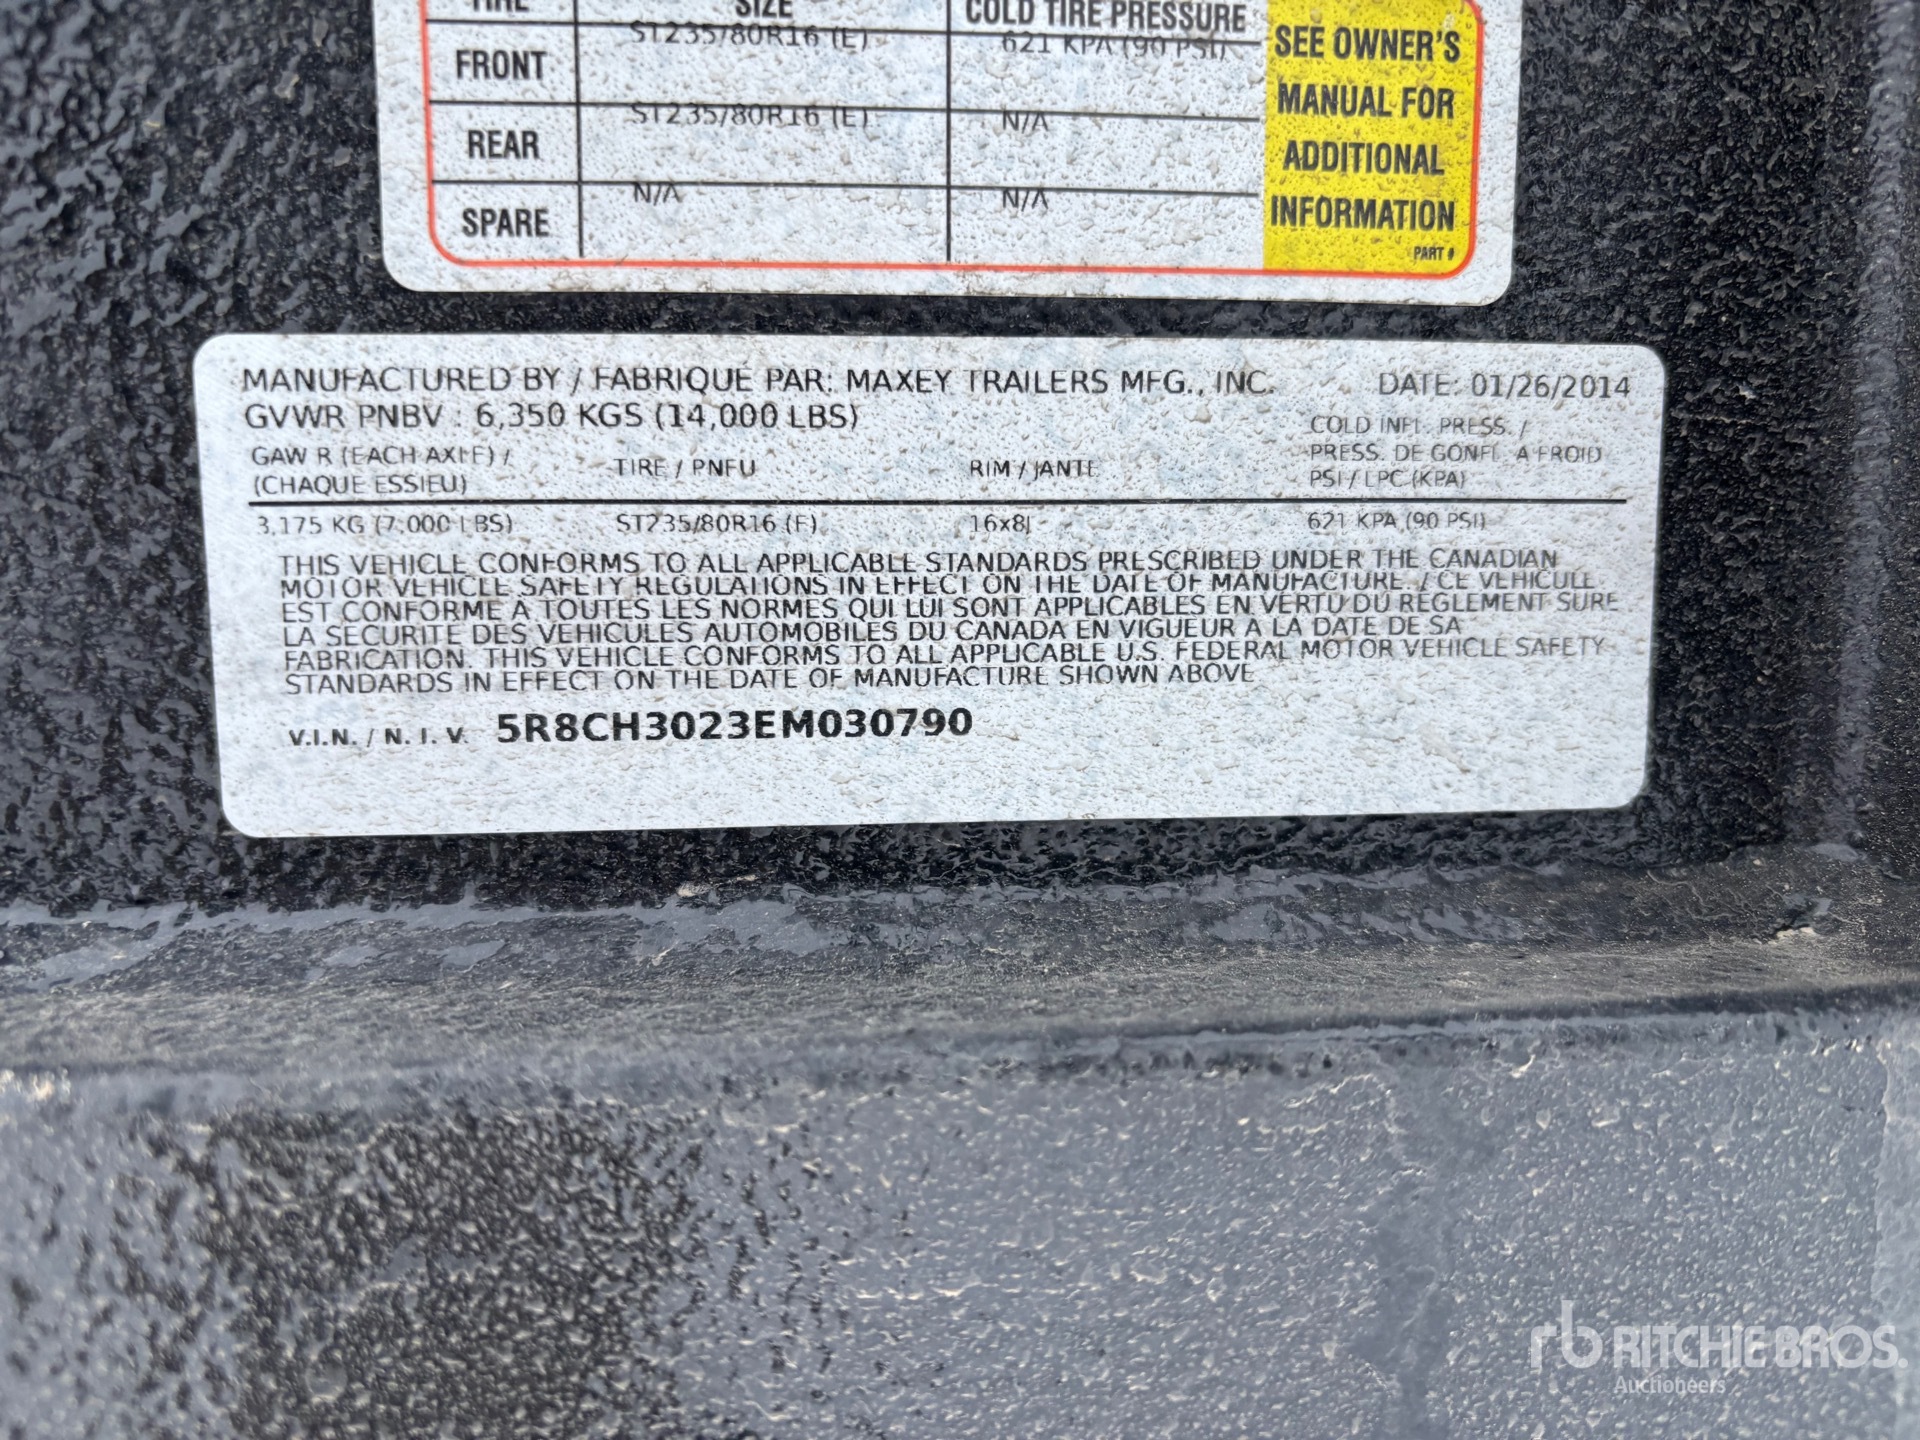 TIRE SIZE COLD TIRE PRESSURE
FRONT ST235/80R16 (E) 621 KPA (90 PSI)
REAR ST235/80R16 (E) N/A
SPARE N/A N/A
SEE OWNER'S
MANUAL FOR
ADDITIONAL
INFORMATION
PART #
MANUFACTURED BY / FABRIQUE PAR: MAXEY TRAILERS MFG., INC. DATE: 01/26/2014
GVWR PNBV : 6,350 KGS (14,000 LBS)
GAW R (EACH AXLE) /
(CHAQUE ESSIEU)
TIRE / PNEU
RIM / JANTE
COLD INFL. PRESS. /
PRESS. DE GONFL. A FROID
PSI / LPC (KPA)
3,175 KG (7,000 LBS) ST235/80R16 (E) 16x8J 621 KPA (90 PSI)
THIS VEHICLE CONFORMS TO ALL APPLICABLE STANDARDS PRESCRIBED UNDER THE CANADIAN
MOTOR VEHICLE SAFETY REGULATIONS IN EFFECT ON THE DATE OF MANUFACTURE. / CE VEHICULE
EST CONFORME A TOUTES LES NORMES QUI LUI SONT APPLICABLES EN VERTU DU REGLEMENT SURE
LA SECURITE DES VEHICULES AUTOMOBILES DU CANADA EN VIGUEUR A LA DATE DE SA
FABRICATION. THIS VEHICLE CONFORMS TO ALL APPLICABLE U.S. FEDERAL MOTOR VEHICLE SAFETY
STANDARDS IN EFFECT ON THE DATE OF MANUFACTURE SHOWN ABOVE
V.I.N. / N. I. V. 5R8CH3023EM030790
rb RITCHIE BROS.
Auctioneers